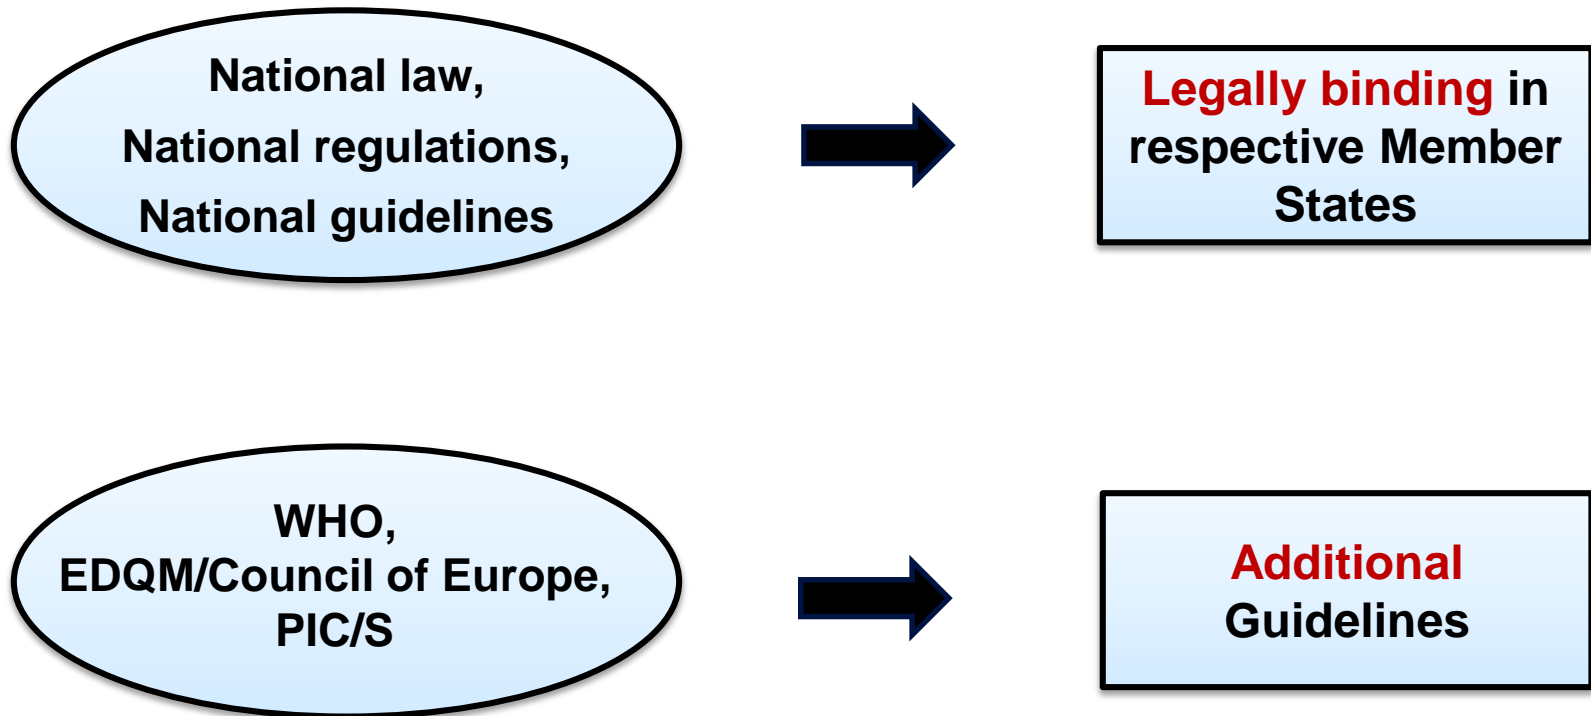 National law,
National regulations,
National guidelines
Legally binding in
respective Member
States
WHO,
EDQM/Council of Europe,
PIC/S
Additional
Guidelines